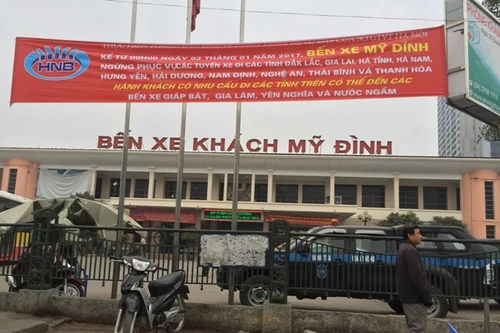 KỂ TỪ 00H00 NGÀY 02 THÁNG 01 NĂM 2017, BẾN XE MỸ ĐÌNH
NGỪNG PHỤC VỤ CÁC TUYẾN XE ĐI CÁC TỈNH ĐẮK LẮC, GIA LAI, HÀ TĨNH, HÀ NAM,
HƯNG YÊN, HẢI DƯƠNG, NAM ĐỊNH, NGHỆ AN, THÁI BÌNH VÀ THANH HÓA
HÀNH KHÁCH CÓ NHU CẦU ĐI CÁC TỈNH TRÊN CÓ THỂ ĐẾN CÁC
BẾN XE GIÁP BÁT, GIA LÂM, YÊN NGHĨA VÀ NƯỚC NGẦM
HNB
BẾN XE KHÁCH MỸ ĐÌNH